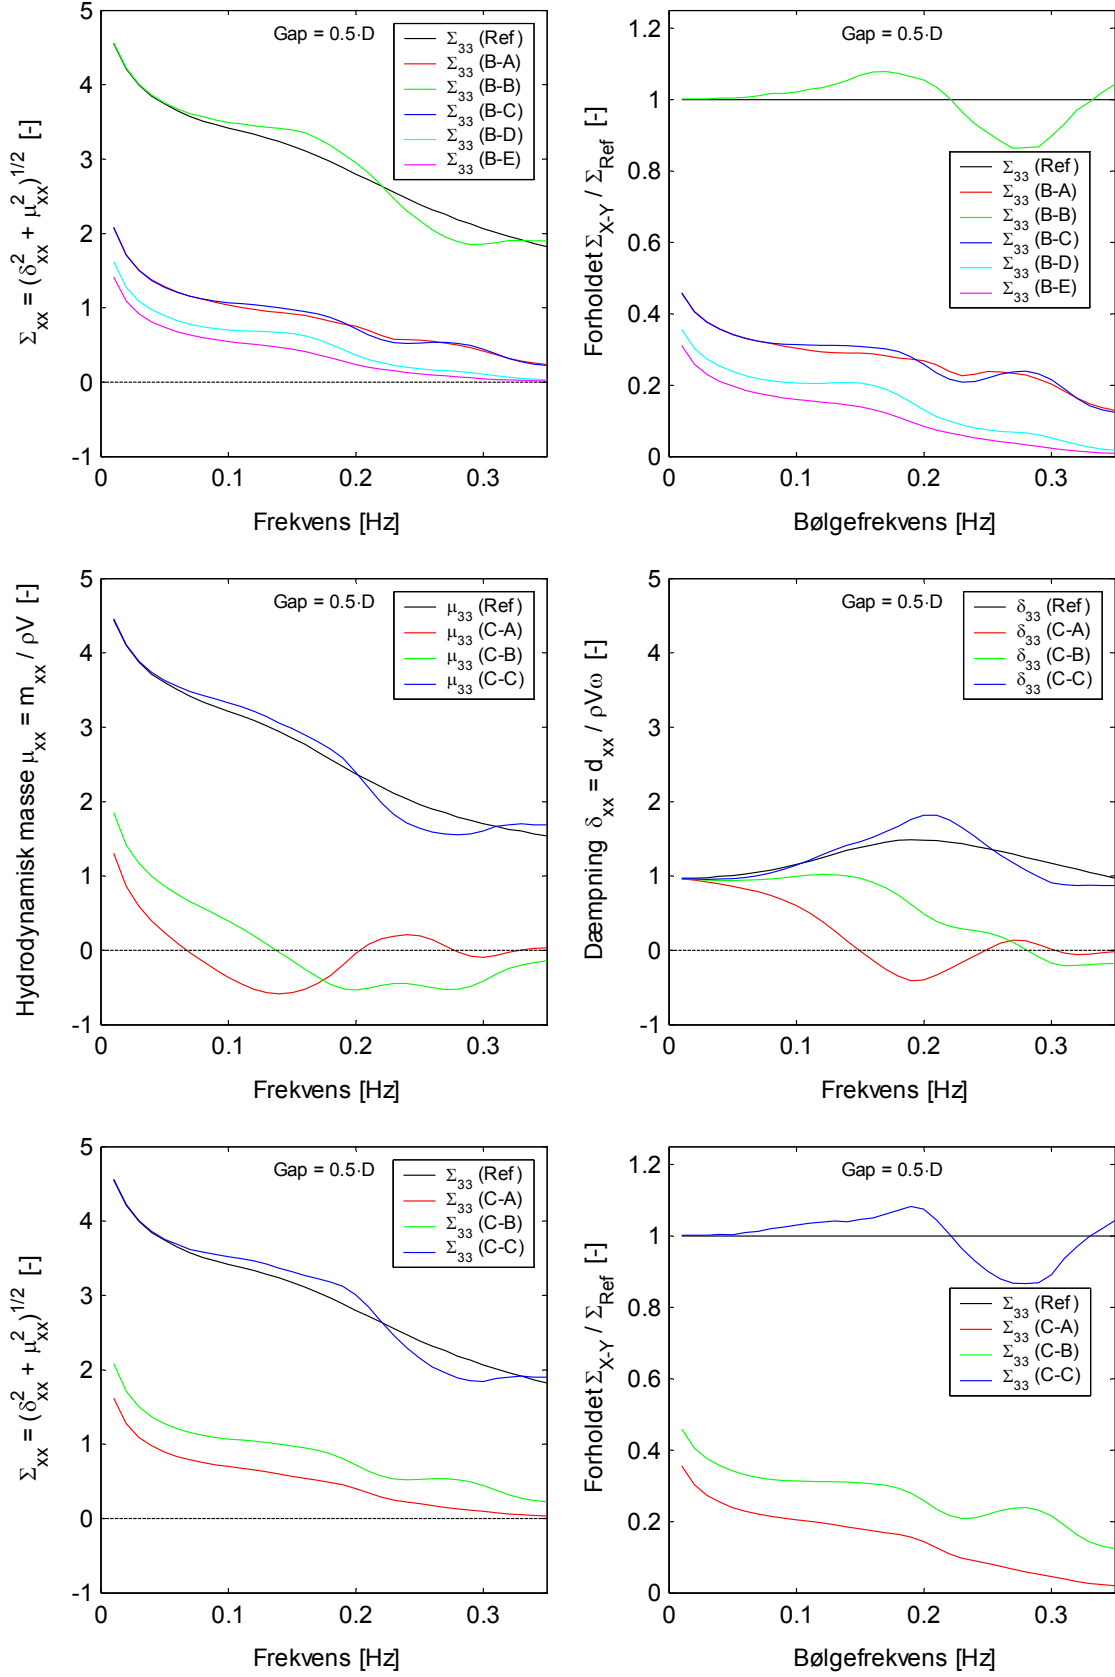 Gap = 0.5·D
Σ33 (Ref)
Σ33 (B-A)
Σ33 (B-B)
Σ33 (B-C)
Σ33 (B-D)
Σ33 (B-E)
Σxx = (δ²xx + μ²xx)^1/2 [-]
5
4
3
2
1
0
-1
0 0.1 0.2 0.3
Frekvens [Hz]
Gap = 0.5·D
Σ33 (Ref)
Σ33 (B-A)
Σ33 (B-B)
Σ33 (B-C)
Σ33 (B-D)
Σ33 (B-E)
Forholdet ΣX-Y / ΣRef [-]
1.2
1
0.8
0.6
0.4
0.2
0
0 0.1 0.2 0.3
Bølgefrekvens [Hz]
Gap = 0.5·D
μ33 (Ref)
μ33 (C-A)
μ33 (C-B)
μ33 (C-C)
Hydrodynamisk masse μxx = mxx / ρV [-]
5
4
3
2
1
0
-1
0 0.1 0.2 0.3
Frekvens [Hz]
Gap = 0.5·D
δ33 (Ref)
δ33 (C-A)
δ33 (C-B)
δ33 (C-C)
Dæmpning δxx = dxx / ρVω [-]
5
4
3
2
1
0
-1
0 0.1 0.2 0.3
Frekvens [Hz]
Gap = 0.5·D
Σ33 (Ref)
Σ33 (C-A)
Σ33 (C-B)
Σ33 (C-C)
Σxx = (δ²xx + μ²xx)^1/2 [-]
5
4
3
2
1
0
-1
0 0.1 0.2 0.3
Frekvens [Hz]
Gap = 0.5·D
Σ33 (Ref)
Σ33 (C-A)
Σ33 (C-B)
Σ33 (C-C)
Forholdet ΣX-Y / ΣRef [-]
1.2
1
0.8
0.6
0.4
0.2
0
0 0.1 0.2 0.3
Bølgefrekvens [Hz]